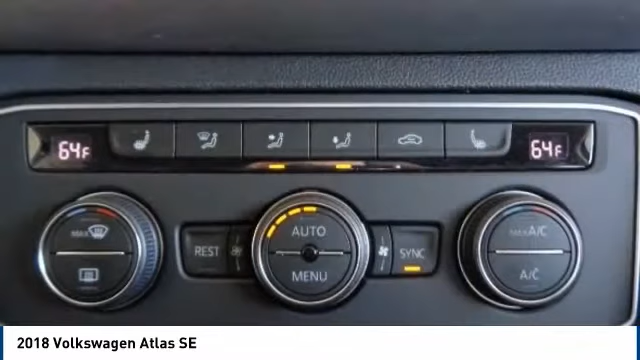 64F
64F
MAX
MAX A/C
AUTO
REST
SYNC
MENU
A/C
2018 Volkswagen Atlas SE